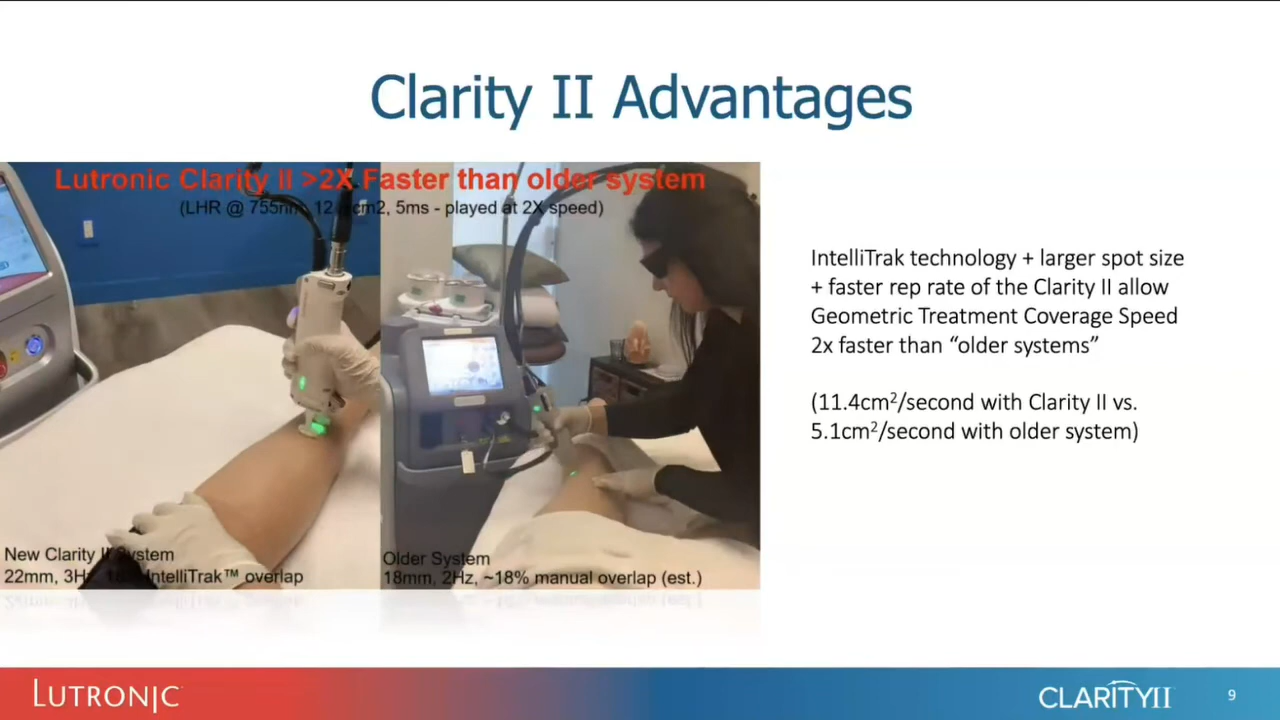 Clarity II Advantages
Lutronic Clarity II >2X Faster than older system
(LHR @ 755nm, 12 cm2, 5ms - played at 2X speed)
IntelliTrak technology + larger spot size
+ faster rep rate of the Clarity II allow
Geometric Treatment Coverage Speed
2x faster than “older systems”
(11.4cm²/second with Clarity II vs.
5.1cm²/second with older system)
New Clarity II System
22mm, 3Hz, IntelliTrak™ overlap
Older System
18mm, 2Hz, ~18% manual overlap (est.)
LUTRONIC
CLARITYII
9